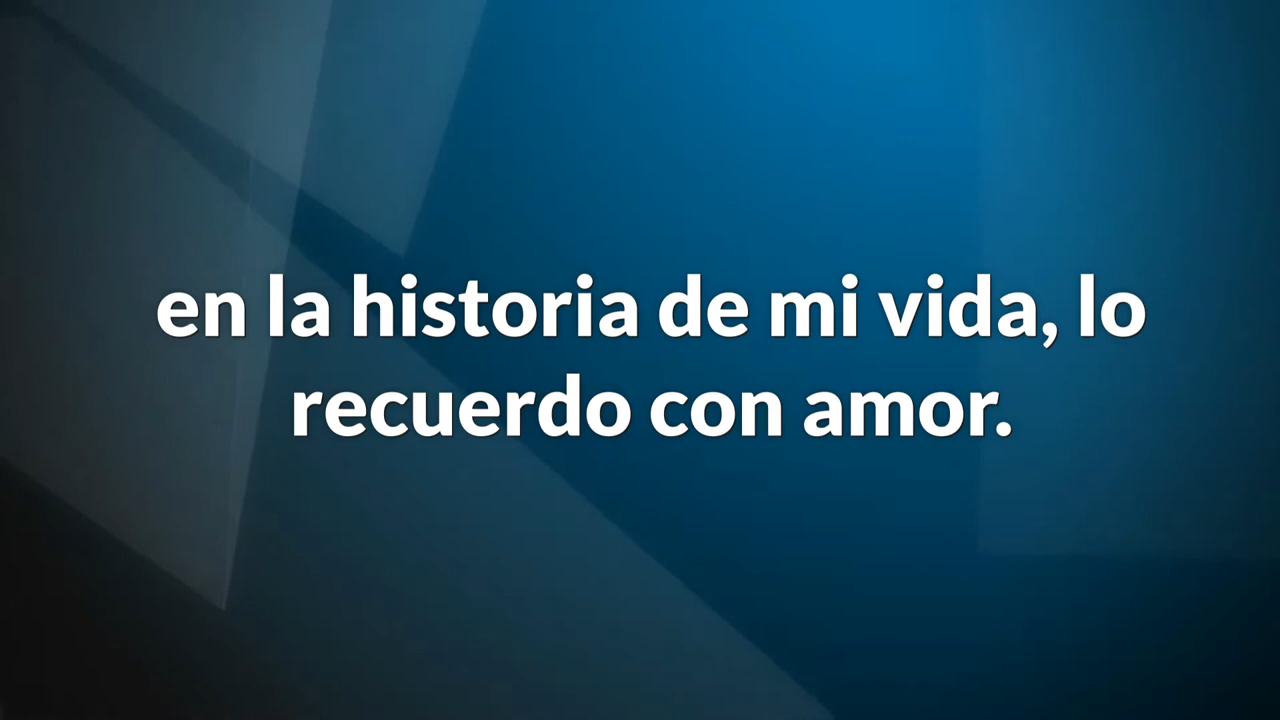 en la historia de mi vida, lo
recuerdo con amor.